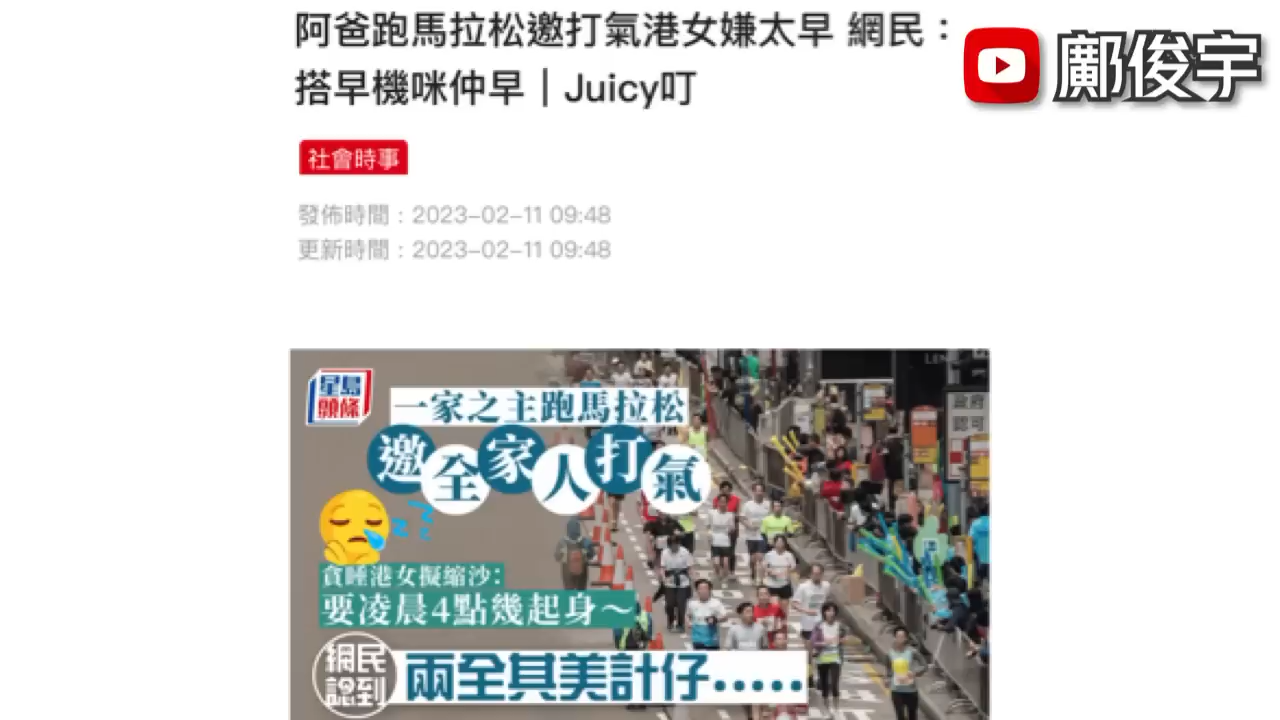 阿爸跑馬拉松邀打氣港女嫌太早 網民：
搭早機咪仲早｜Juicy叮
鄺俊宇
社會時事
發佈時間：2023-02-11 09:48
更新時間：2023-02-11 09:48
星島
頭條
一家之主跑馬拉松
邀全家人打氣
貪睡港女擬縮沙：
要凌晨4點幾起身～
網民
諗到
兩全其美計仔.....
政府
認可